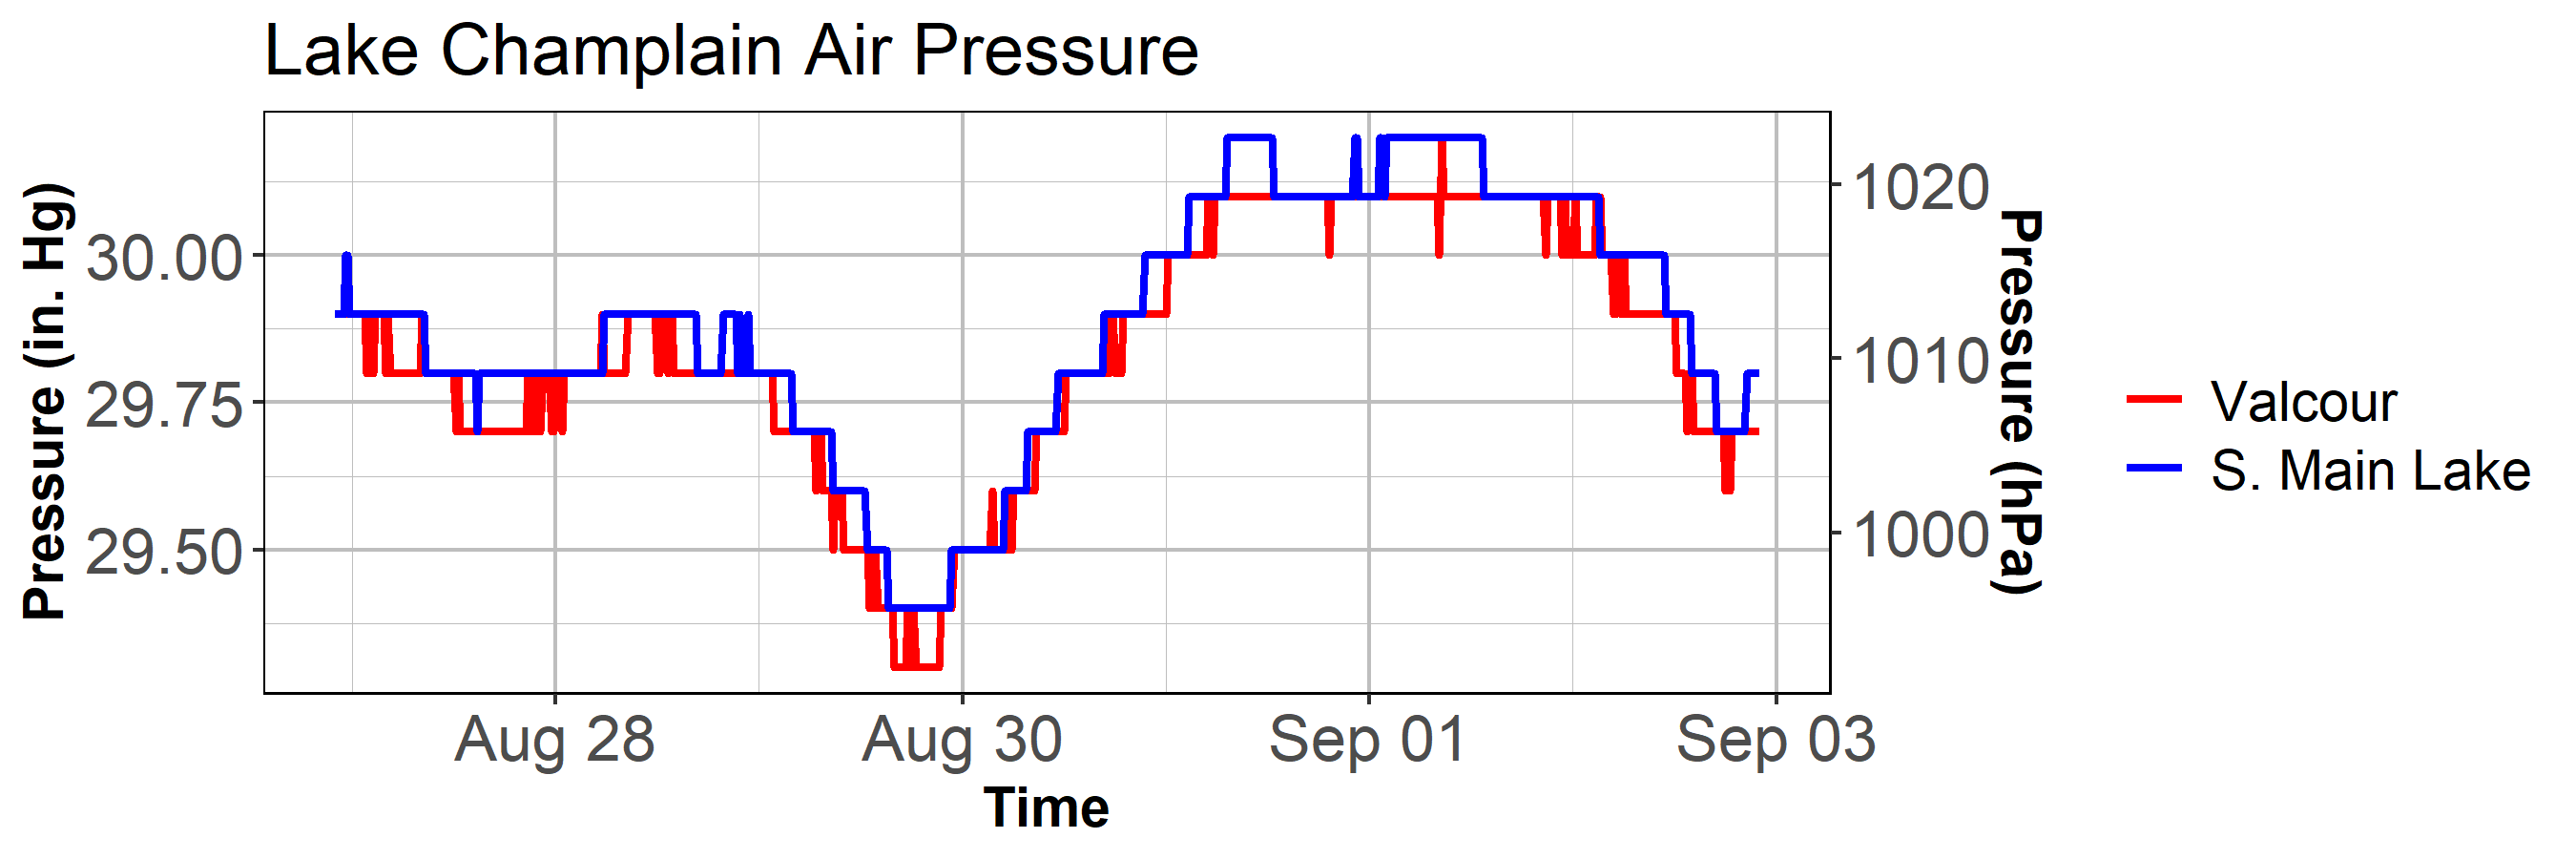 Lake Champlain Air Pressure
Pressure (in. Hg)
30.00
29.75
29.50
1020
1010
1000
Pressure (hPa)
Aug 28
Aug 30
Sep 01
Sep 03
Time
Valcour
S. Main Lake